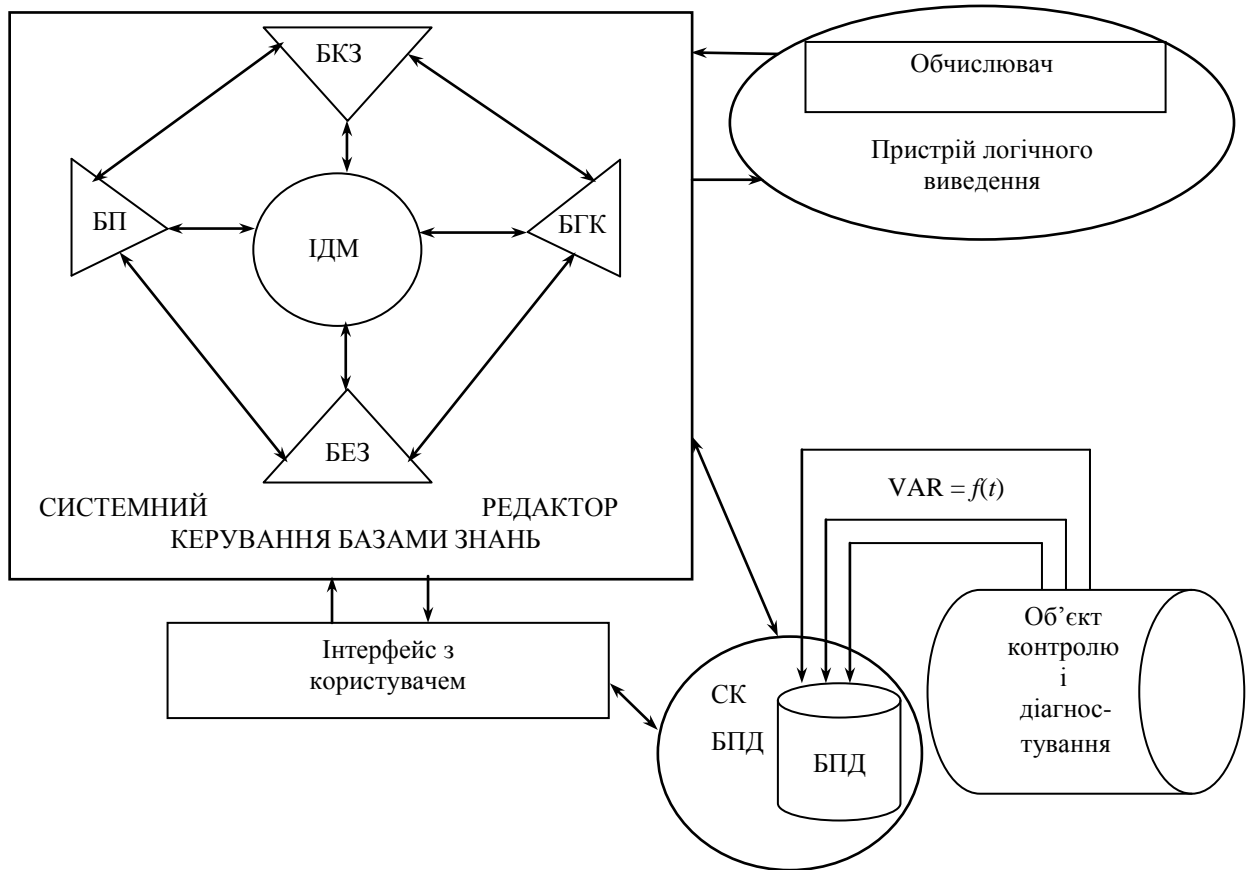 БКЗ
Обчислювач
Пристрій логічного
виведення
БП
ІДМ
БГК
БЕЗ
СИСТЕМНИЙ РЕДАКТОР
КЕРУВАННЯ БАЗАМИ ЗНАНЬ
VAR = f(t)
Інтерфейс з
користувачем
СК
БПД
БПД
Об’єкт
контролю
і
діагнос-
тування